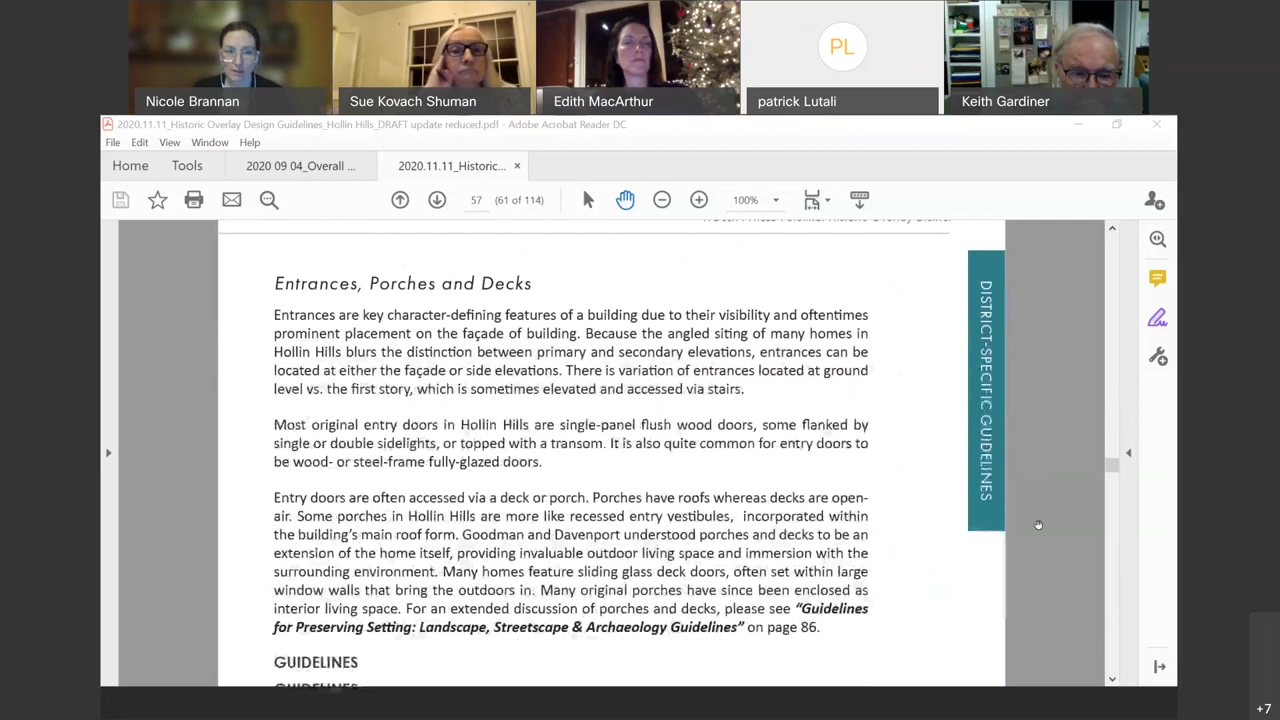 PL
Nicole Brannan
Sue Kovach Shuman
Edith MacArthur
patrick Lutali
Keith Gardiner
2020.11.11_Historic Overlay Design Guidelines_Hollin Hills_DRAFT update reduced.pdf - Adobe Acrobat Reader DC
File Edit View Window Help
Home Tools 2020 09 04_Overall ... 2020.11.11_Historic... ×
57 (61 of 114) 100%
Entrances, Porches and Decks
Entrances are key character-defining features of a building due to their visibility and oftentimes
prominent placement on the façade of building. Because the angled siting of many homes in
Hollin Hills blurs the distinction between primary and secondary elevations, entrances can be
located at either the façade or side elevations. There is variation of entrances located at ground
level vs. the first story, which is sometimes elevated and accessed via stairs.
Most original entry doors in Hollin Hills are single-panel flush wood doors, some flanked by
single or double sidelights, or topped with a transom. It is also quite common for entry doors to
be wood- or steel-frame fully-glazed doors.
Entry doors are often accessed via a deck or porch. Porches have roofs whereas decks are open-
air. Some porches in Hollin Hills are more like recessed entry vestibules, incorporated within
the building's main roof form. Goodman and Davenport understood porches and decks to be an
extension of the home itself, providing invaluable outdoor living space and immersion with the
surrounding environment. Many homes feature sliding glass deck doors, often set within large
window walls that bring the outdoors in. Many original porches have since been enclosed as
interior living space. For an extended discussion of porches and decks, please see "Guidelines
for Preserving Setting: Landscape, Streetscape & Archaeology Guidelines" on page 86.
GUIDELINES
DISTRICT-SPECIFIC GUIDELINES
+7